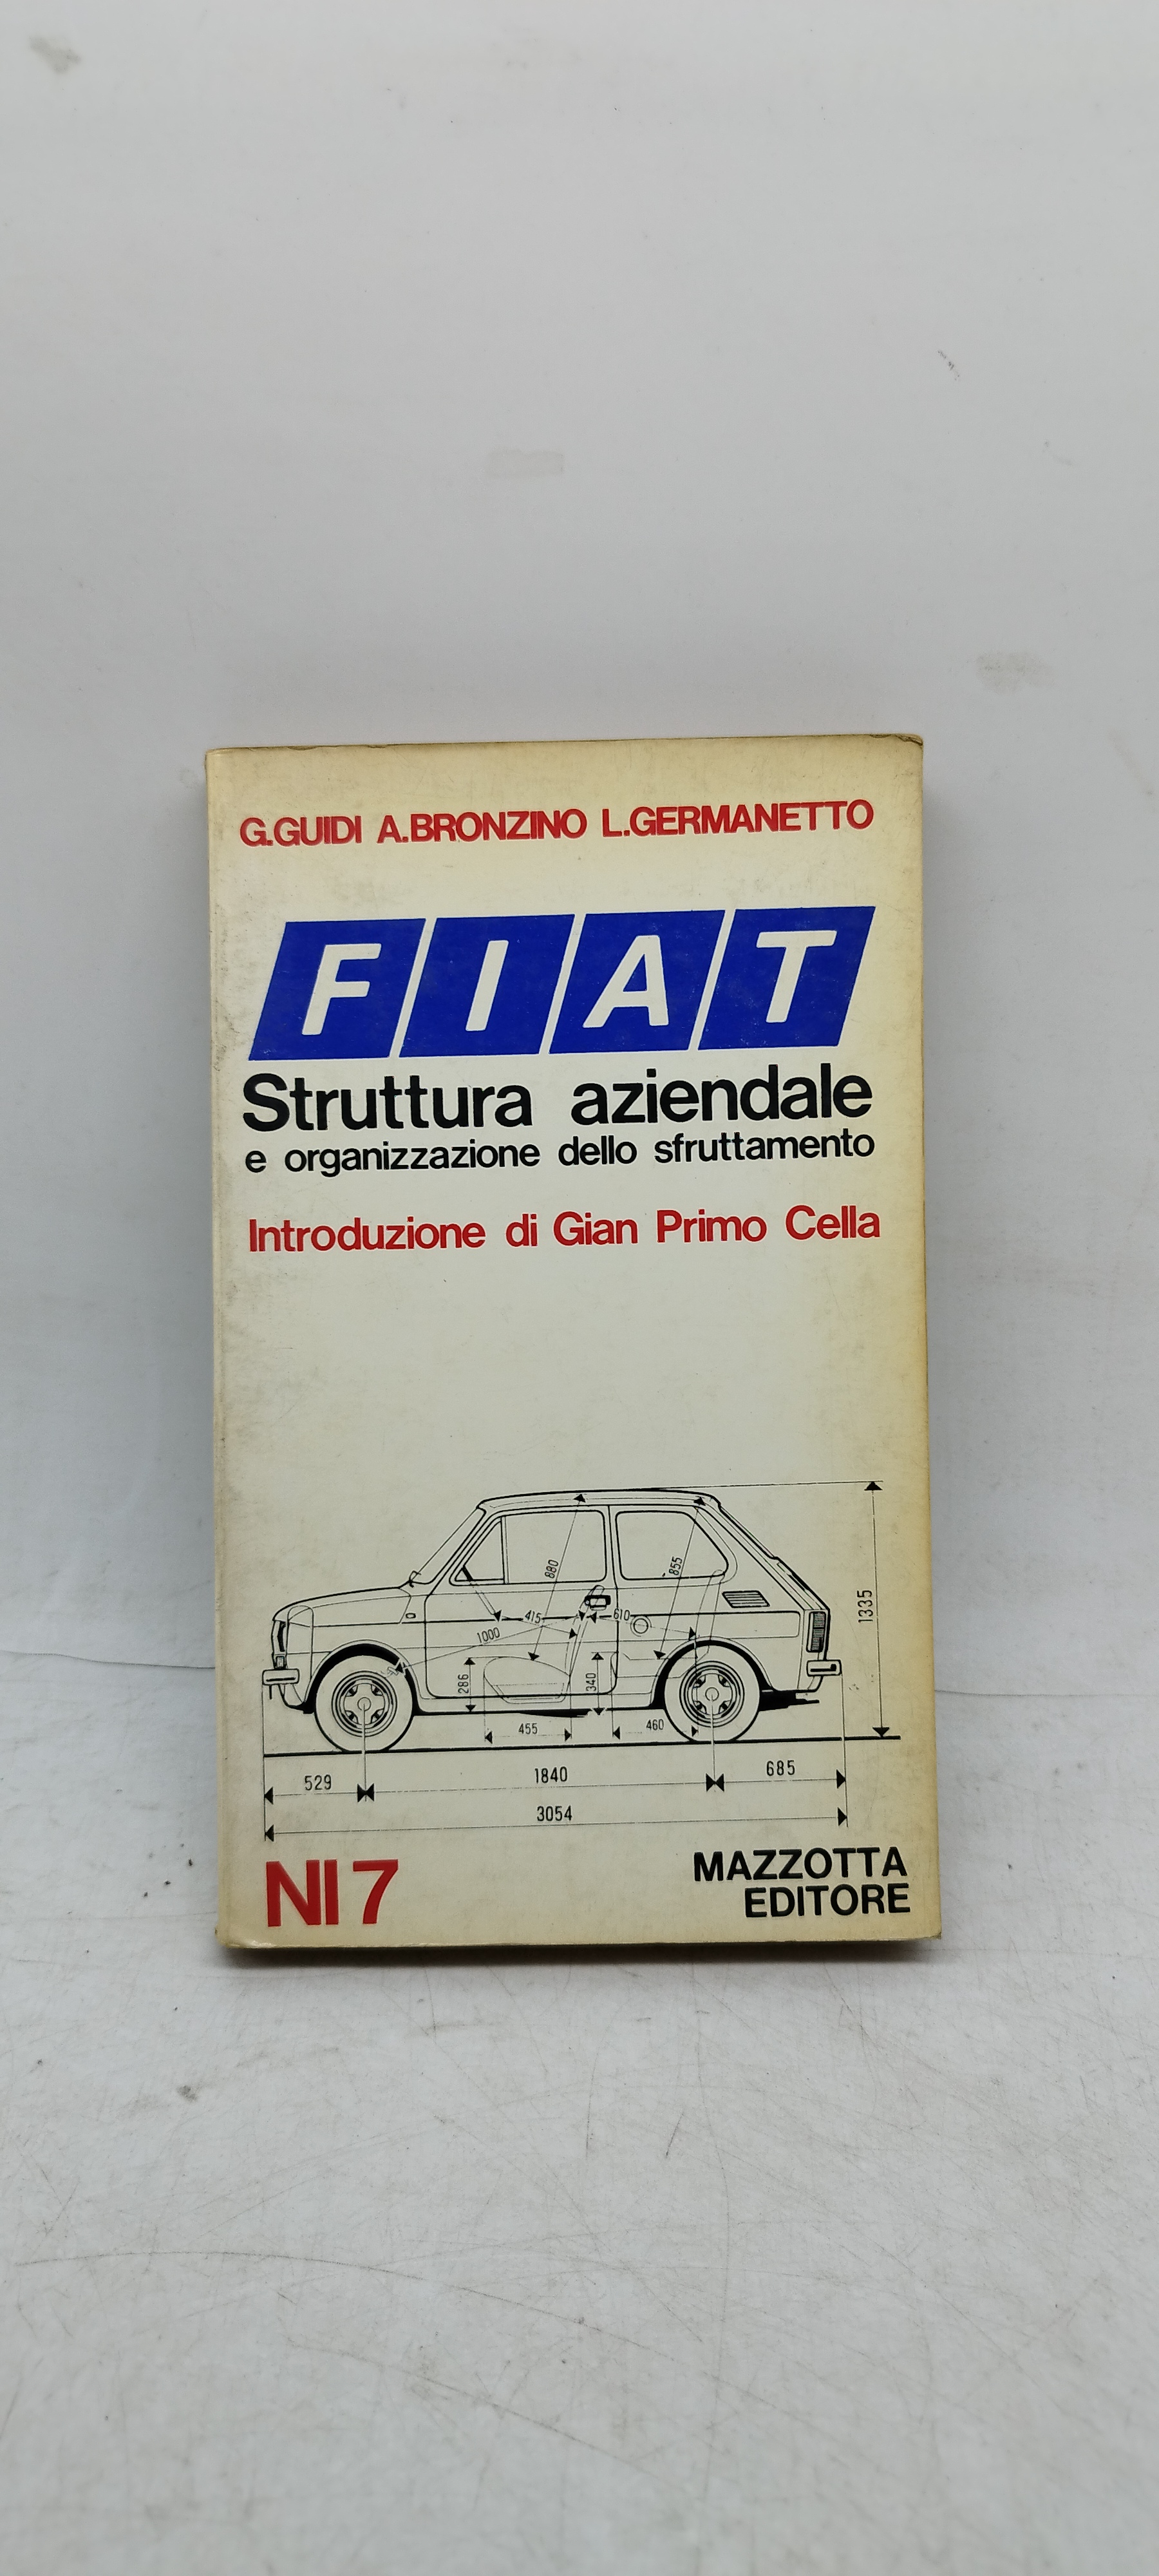 G.GUIDI A.BRONZINO L.GERMANETTO
FIAT
Struttura aziendale
e organizzazione dello sfruttamento
Introduzione di Gian Primo Cella
880
855
1335
415
610
1000
286
340
455
460
529
1840
685
3054
NI7
MAZZOTTA
EDITORE